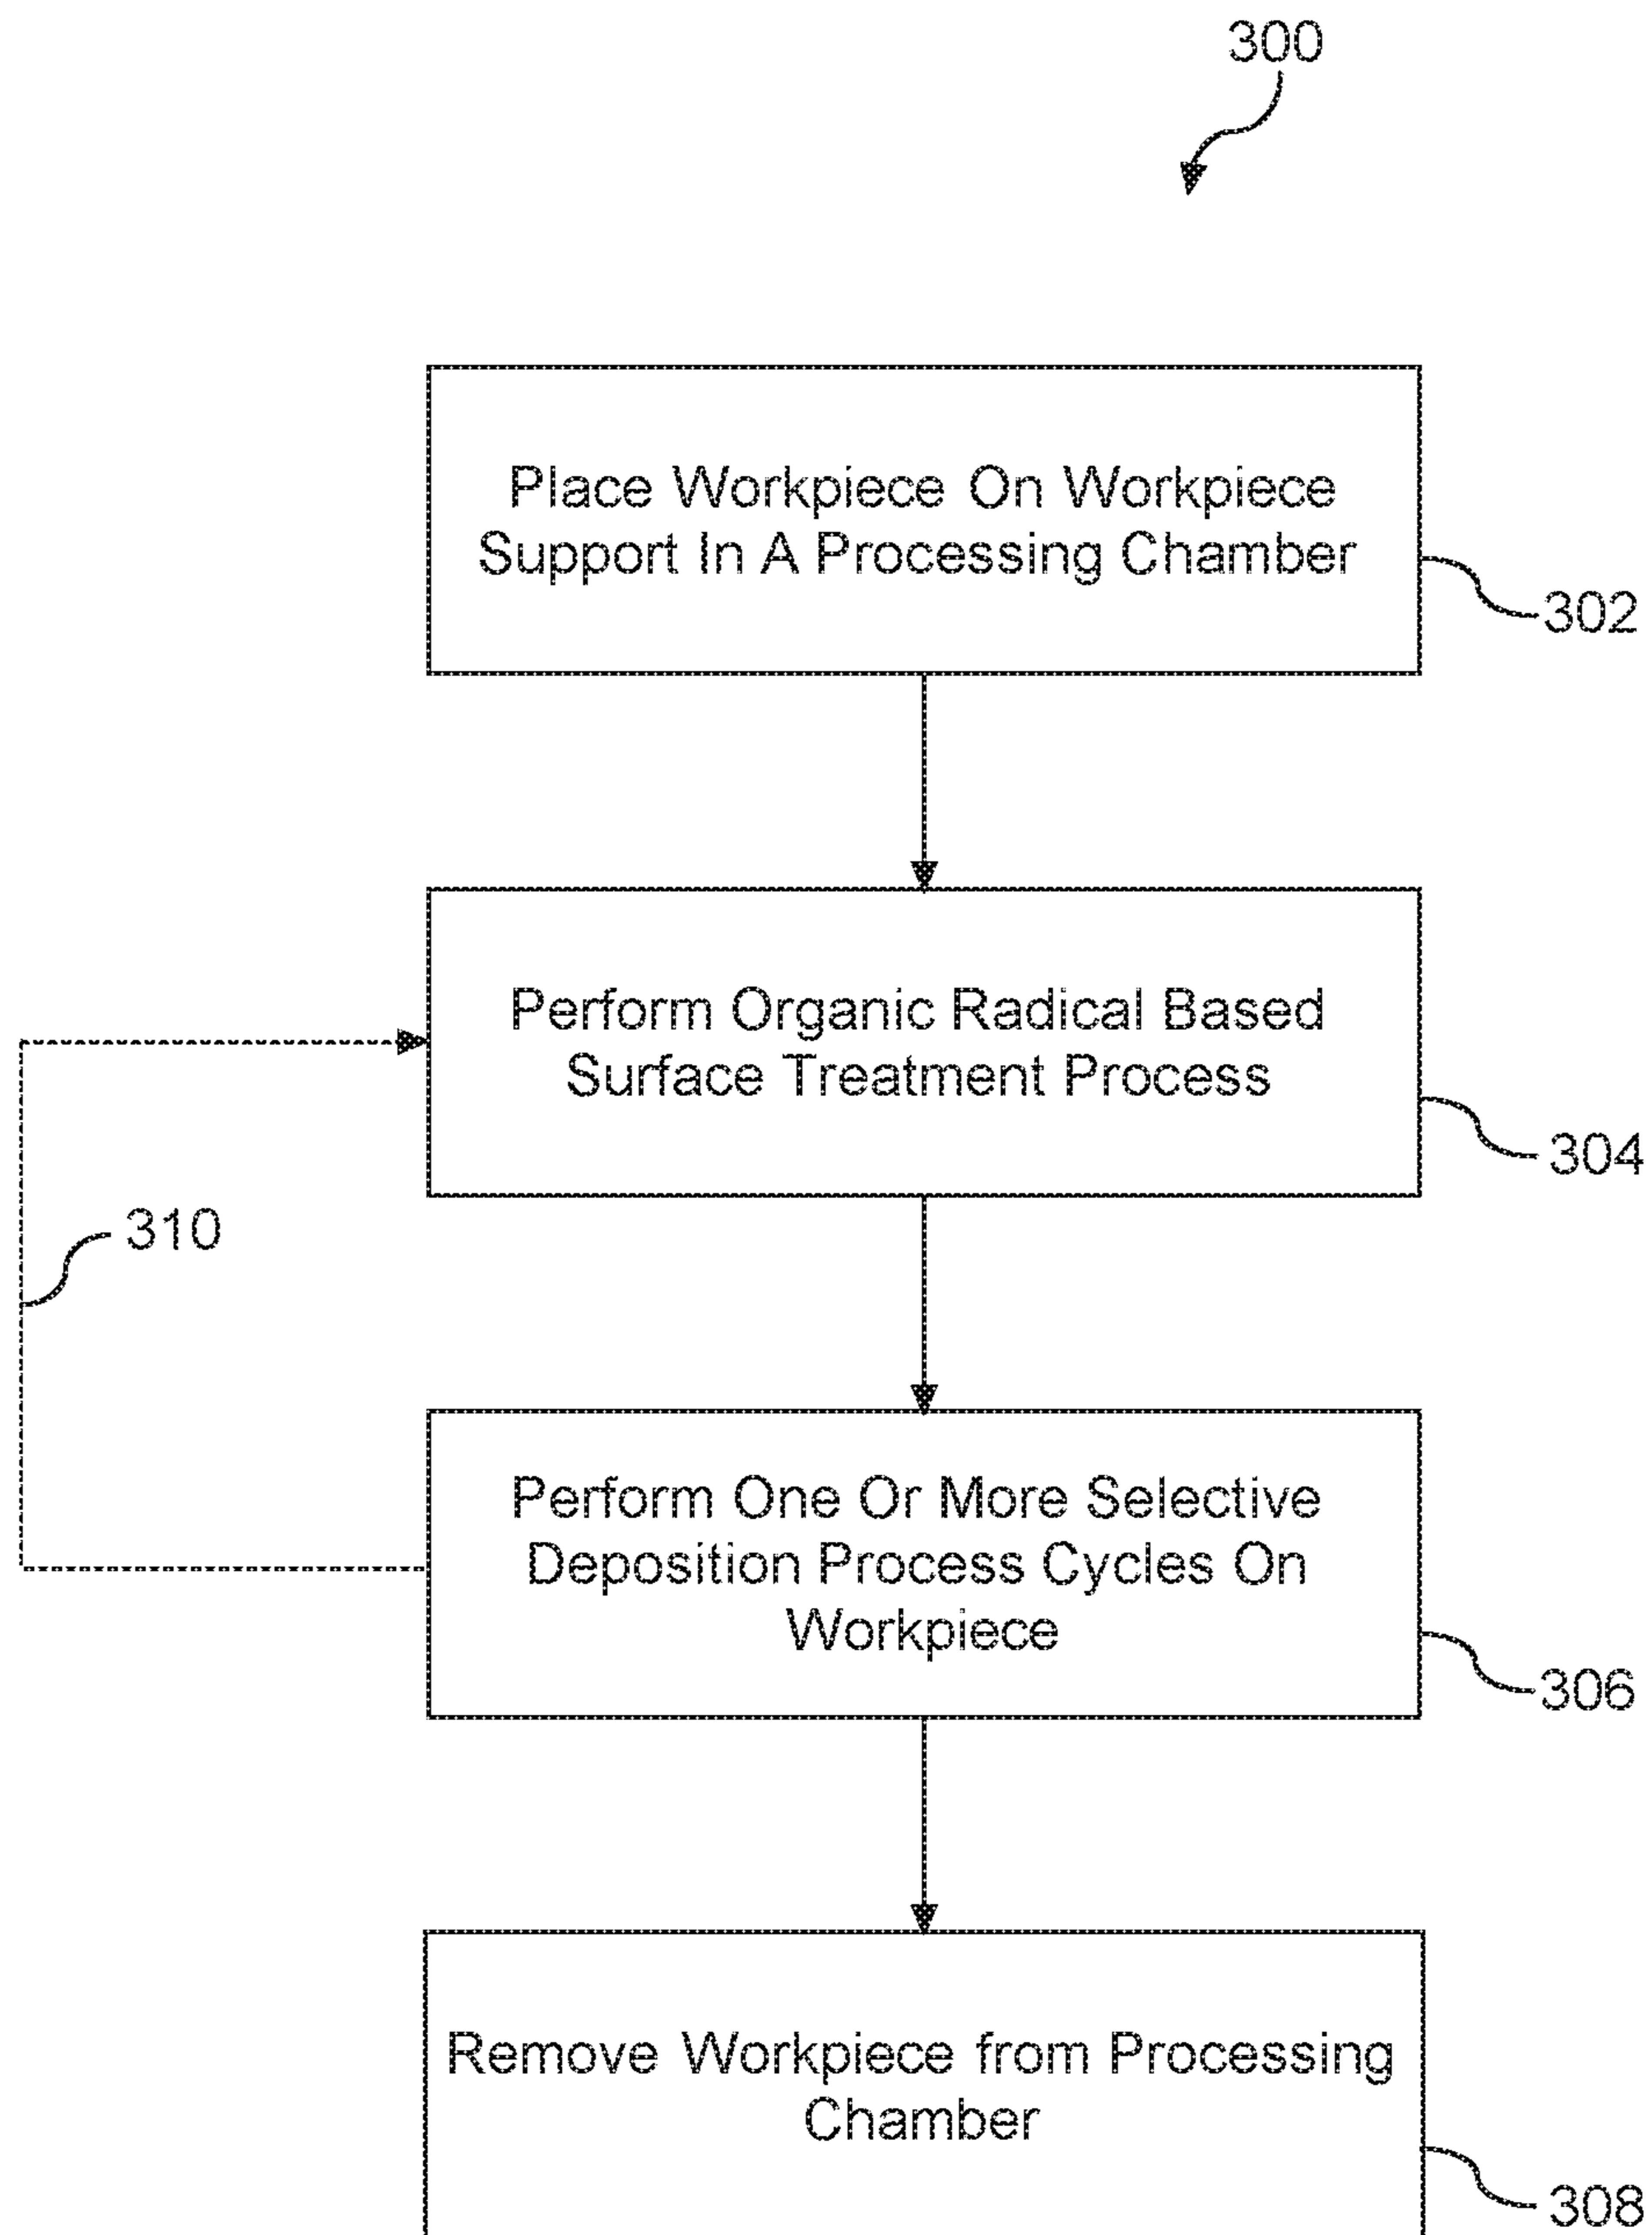 300
Place Workpiece On Workpiece
Support In A Processing Chamber
302
Perform Organic Radical Based
Surface Treatment Process
304
310
Perform One Or More Selective
Deposition Process Cycles On
Workpiece
306
Remove Workpiece from Processing
Chamber
308